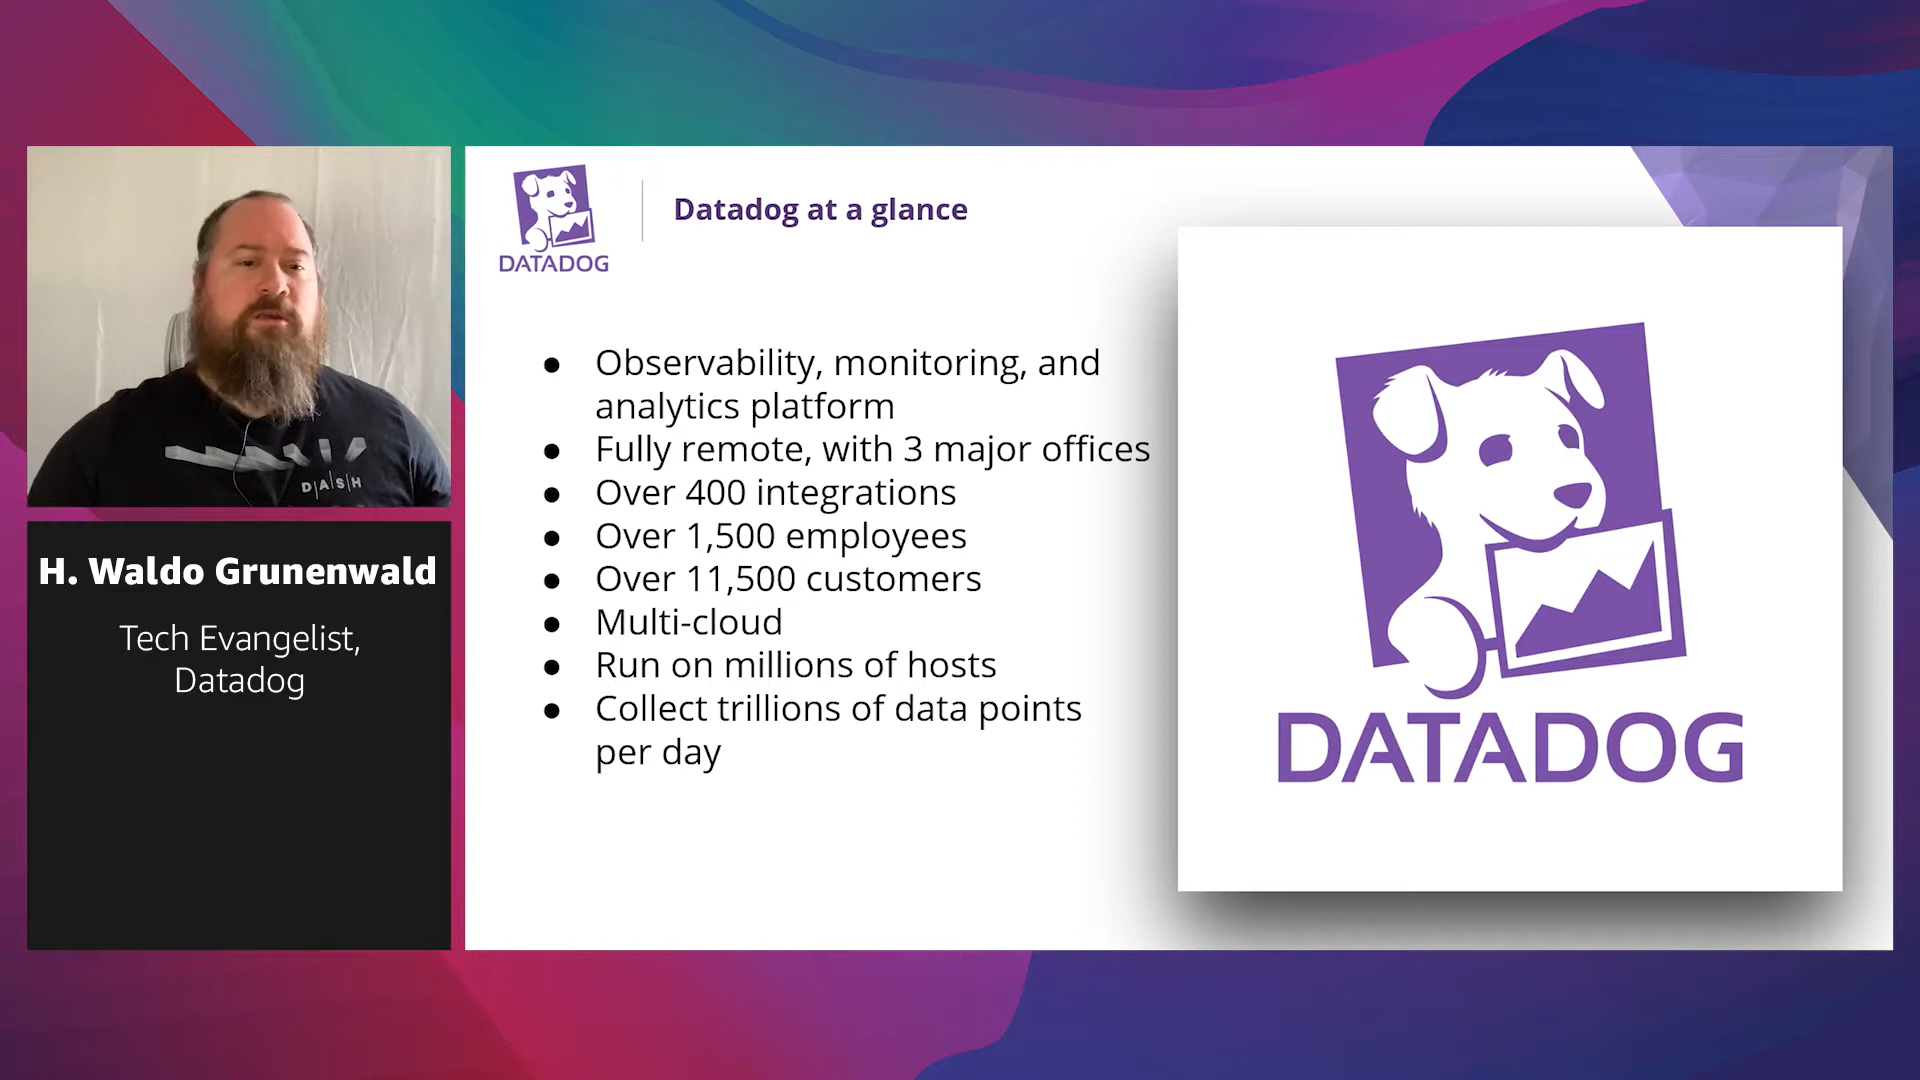 D|A|S|H
H. Waldo Grunenwald
Tech Evangelist,
Datadog
DATADOG
Datadog at a glance
● Observability, monitoring, and
analytics platform
● Fully remote, with 3 major offices
● Over 400 integrations
● Over 1,500 employees
● Over 11,500 customers
● Multi-cloud
● Run on millions of hosts
● Collect trillions of data points
per day
DATADOG